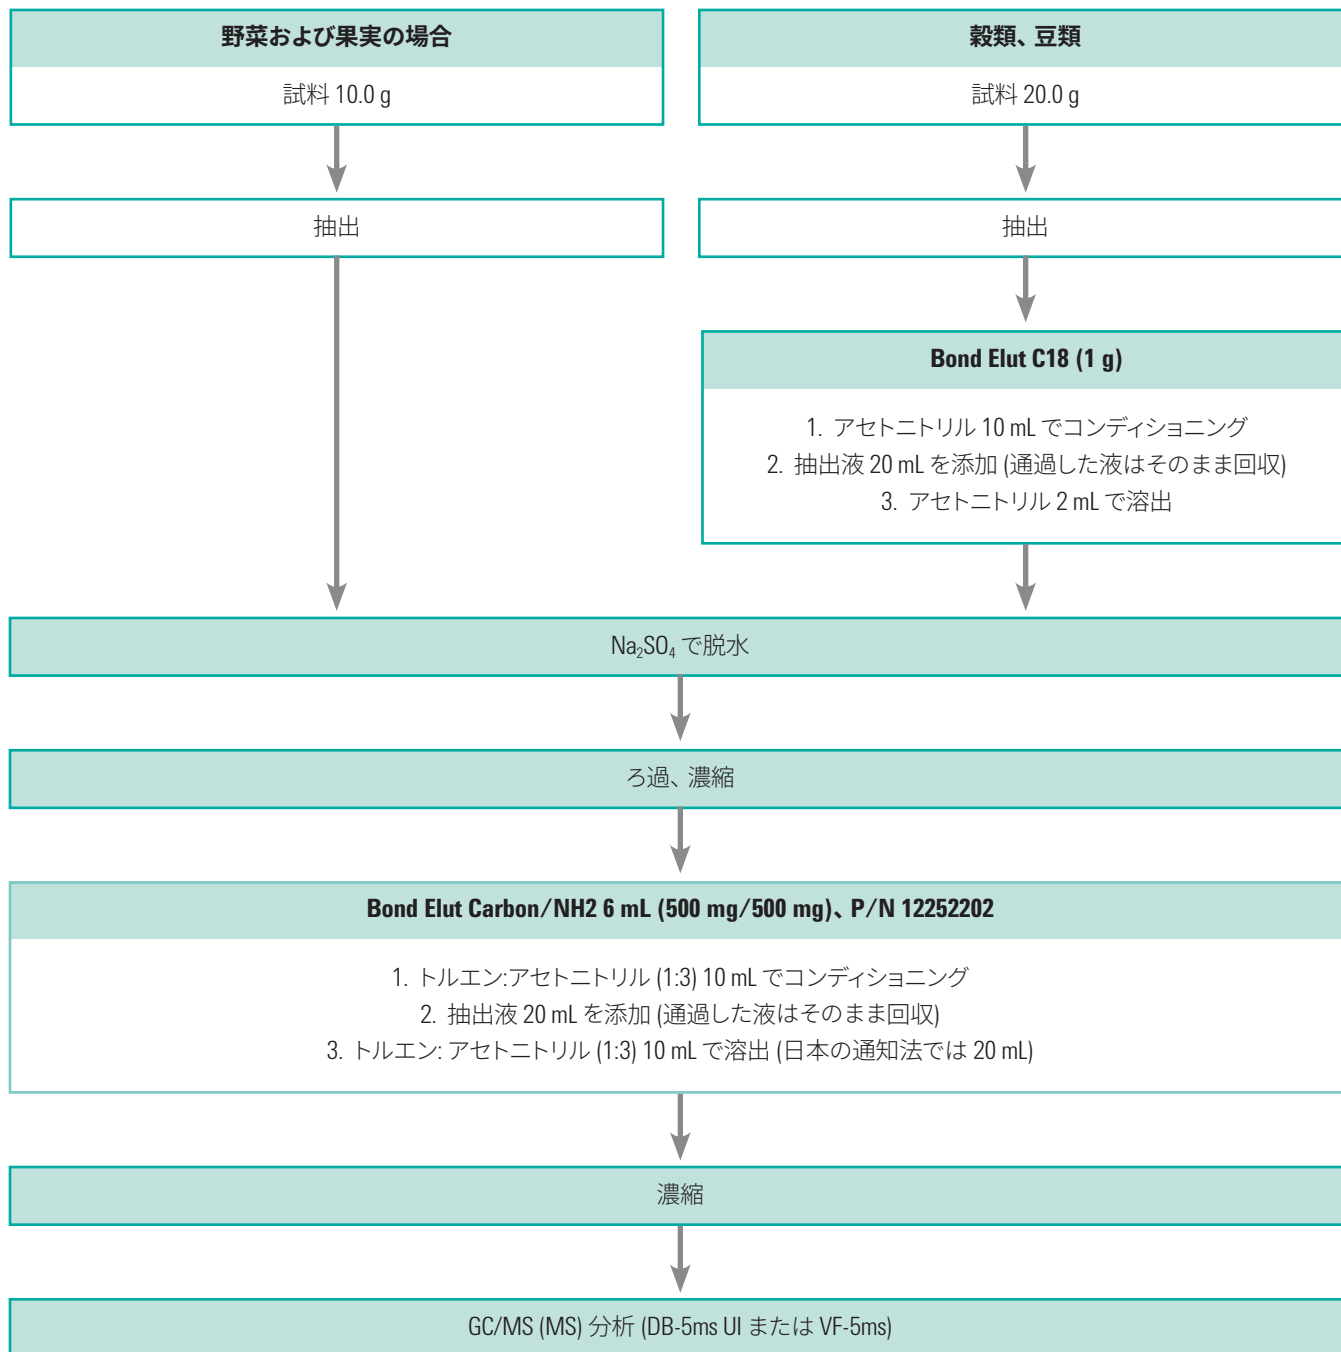 野菜および果実の場合
試料 10.0 g
抽出
穀類、豆類
試料 20.0 g
抽出
Bond Elut C18 (1 g)
1. アセトニトリル 10 mL でコンディショニング
2. 抽出液 20 mL を添加 (通過した液はそのまま回収)
3. アセトニトリル 2 mL で溶出
Na₂SO₄ で脱水
ろ過、濃縮
Bond Elut Carbon/NH2 6 mL (500 mg/500 mg)、P/N 12252202
1. トルエン:アセトニトリル (1:3) 10 mL でコンディショニング
2. 抽出液 20 mL を添加 (通過した液はそのまま回収)
3. トルエン: アセトニトリル (1:3) 10 mL で溶出 (日本の通知法では 20 mL)
濃縮
GC/MS (MS) 分析 (DB-5ms UI または VF-5ms)